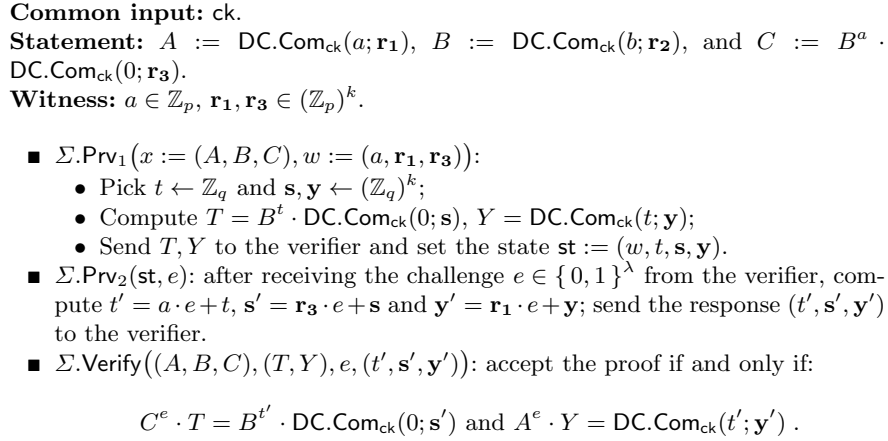 Common input: ck.
Statement: A := DC.Com_ck(a; r₁), B := DC.Com_ck(b; r₂), and C := Bᵃ ·
DC.Com_ck(0; r₃).
Witness: a ∈ ℤ_p, r₁, r₃ ∈ (ℤ_p)ᵏ.
■ Σ.Prv₁(x := (A, B, C), w := (a, r₁, r₃)):
• Pick t ← ℤ_q and s, y ← (ℤ_q)ᵏ;
• Compute T = Bᵗ · DC.Com_ck(0; s), Y = DC.Com_ck(t; y);
• Send T, Y to the verifier and set the state st := (w, t, s, y).
■ Σ.Prv₂(st, e): after receiving the challenge e ∈ { 0, 1 }^λ from the verifier, com-
pute t′ = a · e + t, s′ = r₃ · e + s and y′ = r₁ · e + y; send the response (t′, s′, y′)
to the verifier.
■ Σ.Verify((A, B, C), (T, Y), e, (t′, s′, y′)): accept the proof if and only if:
Cᵉ · T = B^t′ · DC.Com_ck(0; s′) and Aᵉ · Y = DC.Com_ck(t′; y′) .